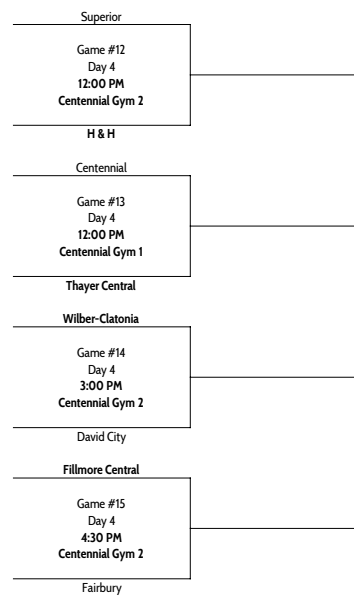 Superior
Game #12
Day 4
12:00 PM
Centennial Gym 2
H & H
Centennial
Game #13
Day 4
12:00 PM
Centennial Gym 1
Thayer Central
Wilber-Clatonia
Game #14
Day 4
3:00 PM
Centennial Gym 2
David City
Fillmore Central
Game #15
Day 4
4:30 PM
Centennial Gym 2
Fairbury